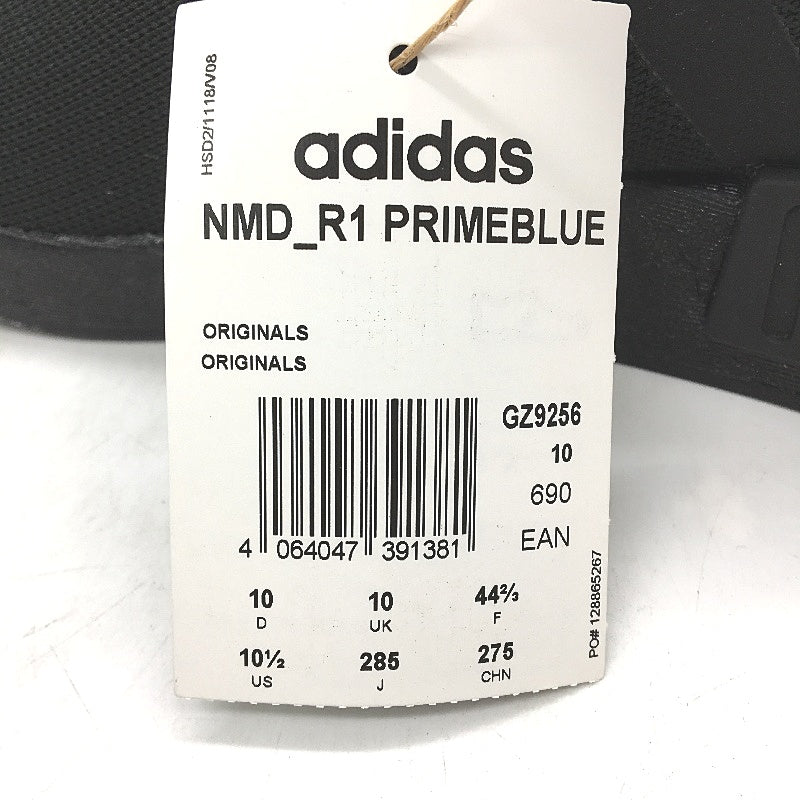 HSD2/1118/V08
adidas
NMD_R1 PRIMEBLUE
ORIGINALS
ORIGINALS
GZ9256
10
690
EAN
4 064047 391381
10 10 44⅔
D UK F
10½ 285 275
US J CHN
PO# 128865267